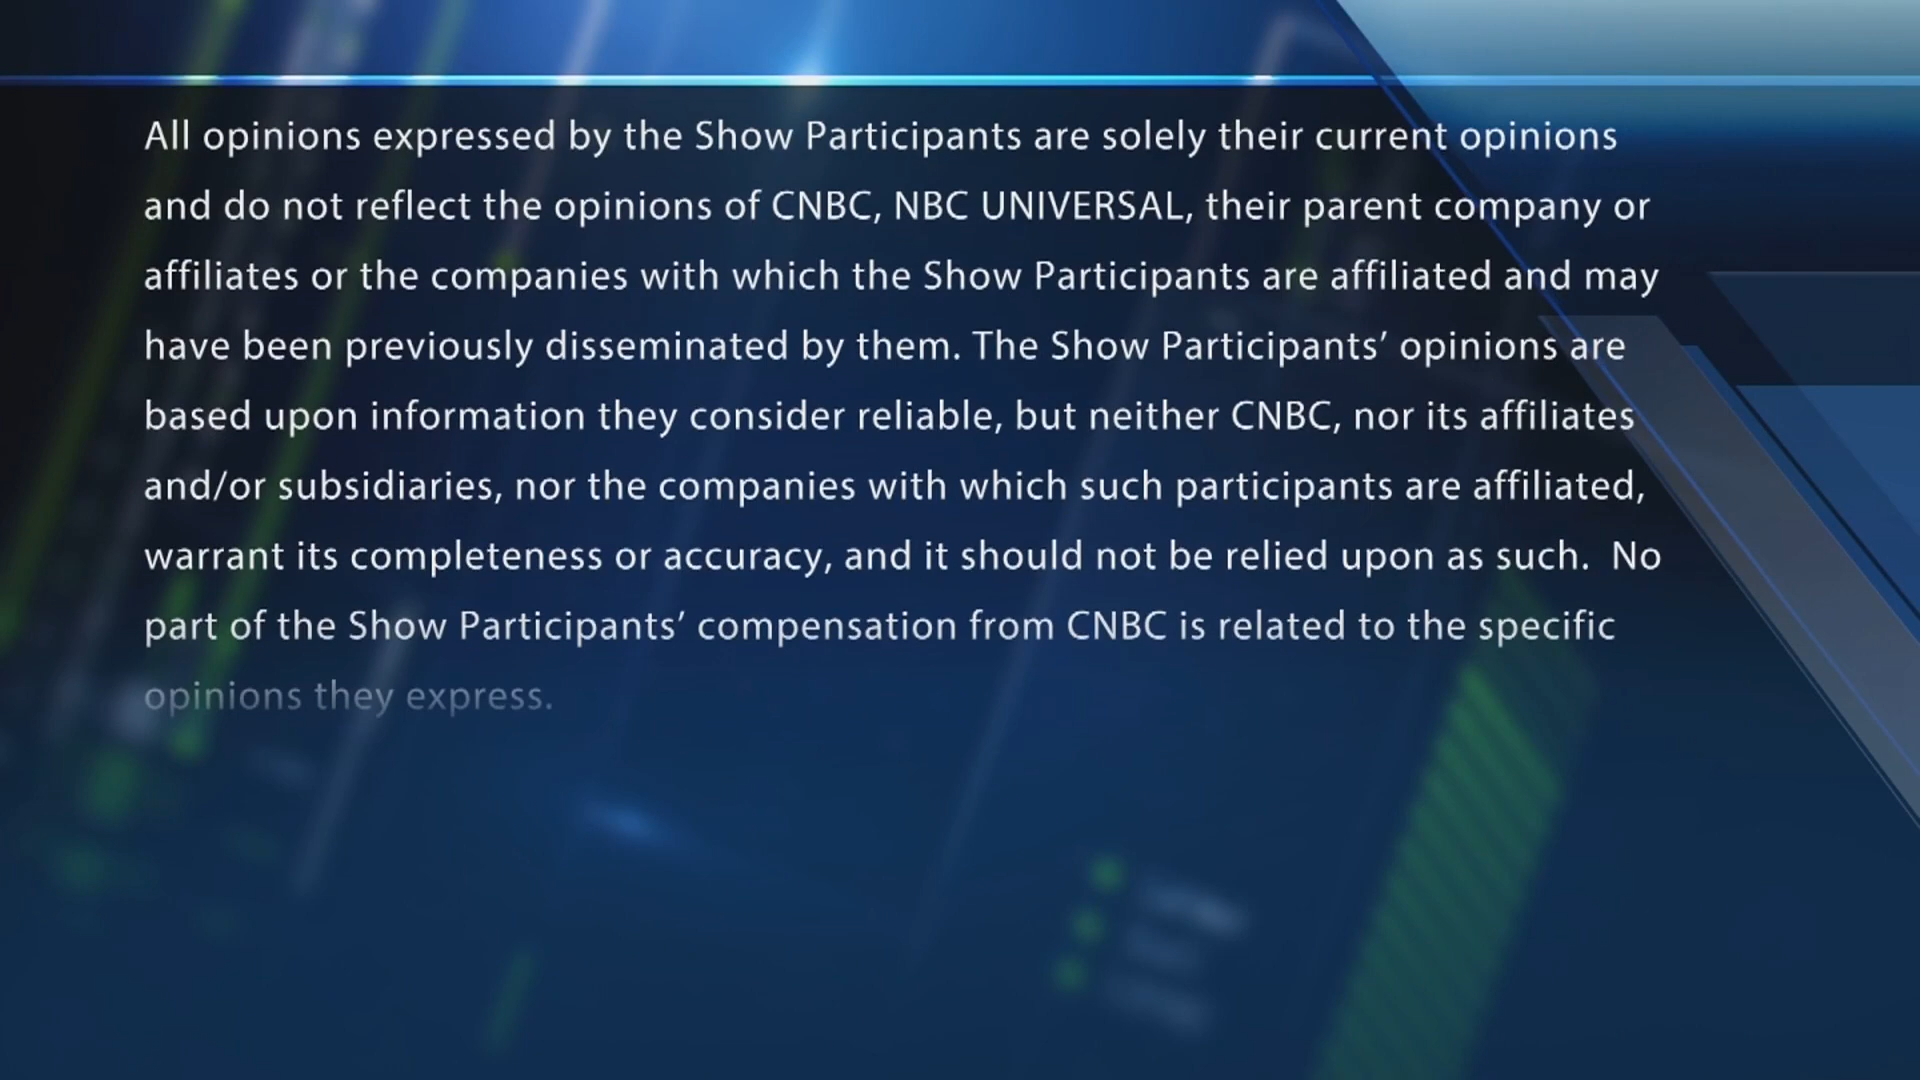 All opinions expressed by the Show Participants are solely their current opinions
and do not reflect the opinions of CNBC, NBC UNIVERSAL, their parent company or
affiliates or the companies with which the Show Participants are affiliated and may
have been previously disseminated by them. The Show Participants’ opinions are
based upon information they consider reliable, but neither CNBC, nor its affiliates
and/or subsidiaries, nor the companies with which such participants are affiliated,
warrant its completeness or accuracy, and it should not be relied upon as such.  No
part of the Show Participants’ compensation from CNBC is related to the specific
opinions they express.